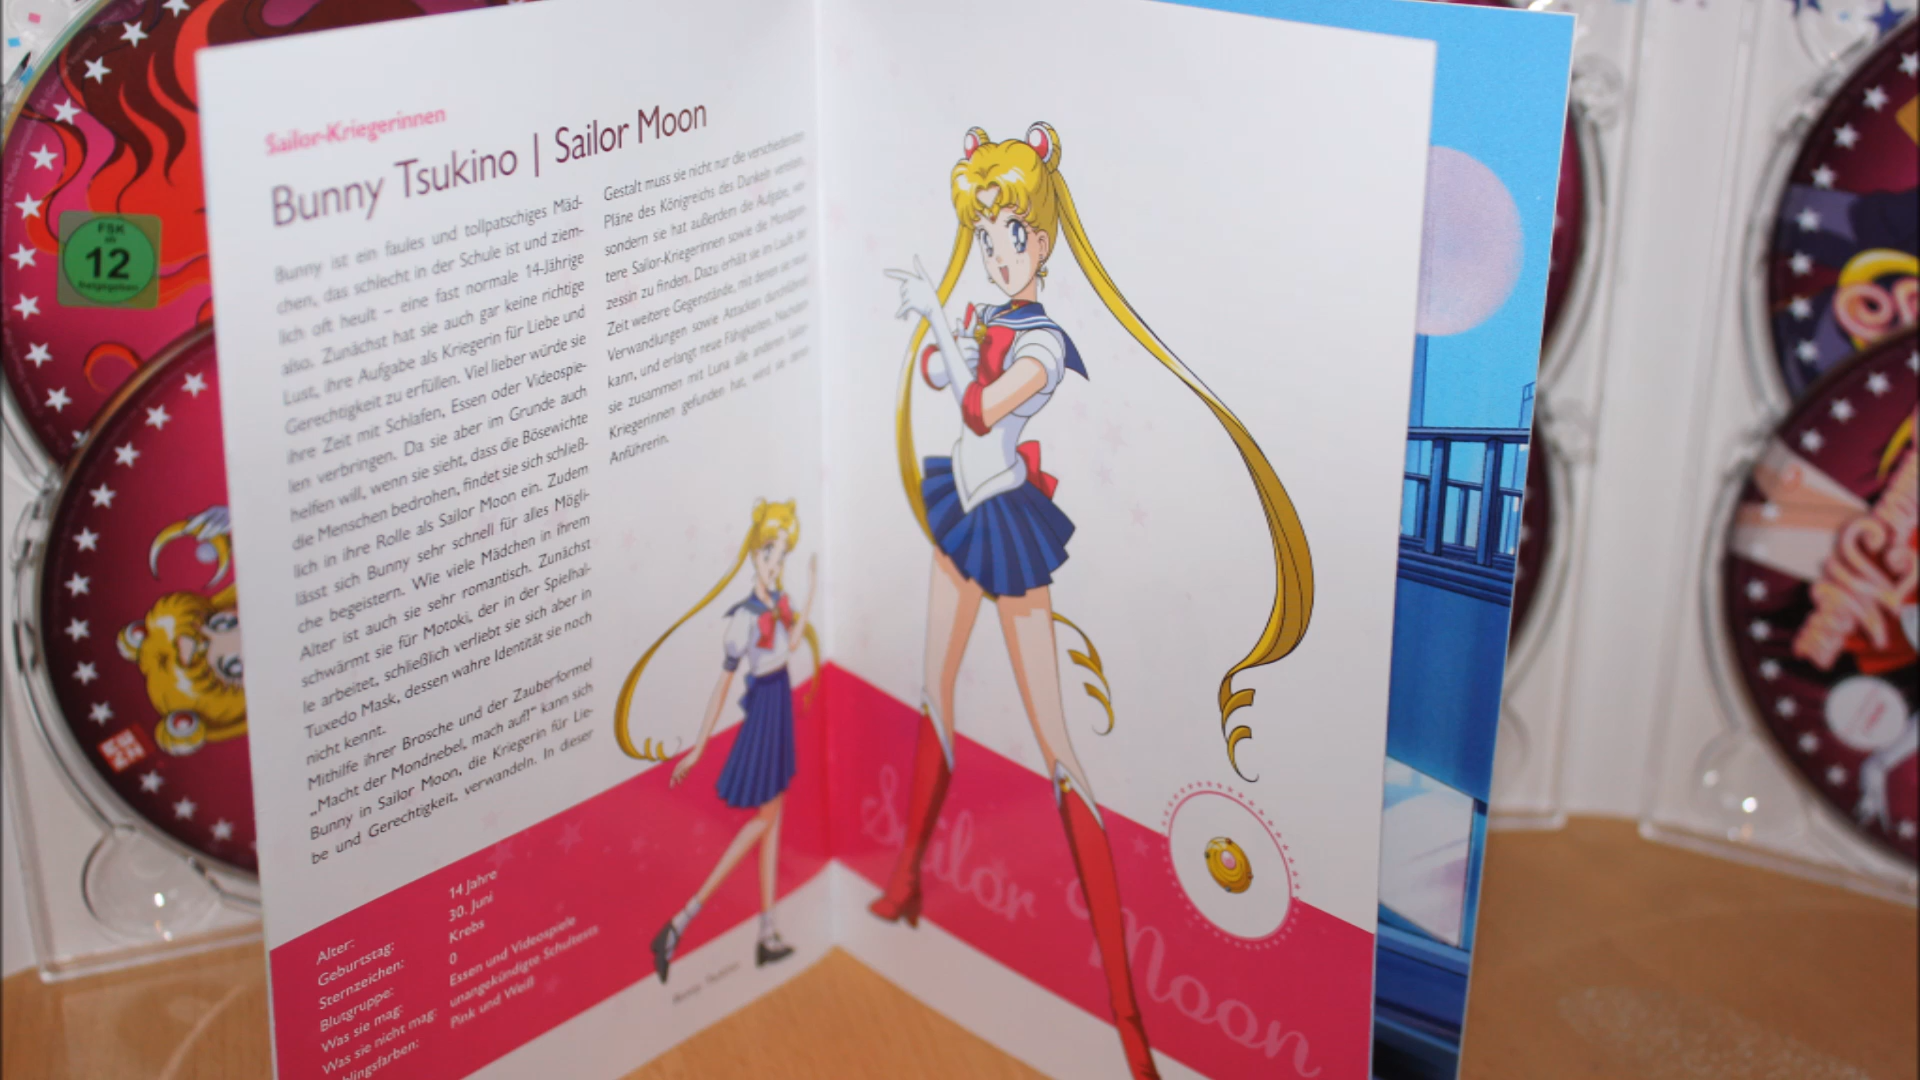 FSK
ab
12
freigegeben
Sailor-Kriegerinnen
Bunny Tsukino | Sailor Moon
Bunny ist ein faules und tollpatschiges Mäd-
chen, das schlecht in der Schule ist und ziem-
lich oft heult – eine fast normale 14-Jährige
also. Zunächst hat sie auch gar keine richtige
Lust, ihre Aufgabe als Kriegerin für Liebe und
Gerechtigkeit zu erfüllen. Viel lieber würde sie
ihre Zeit mit Schlafen, Essen oder Videospie-
len verbringen. Da sie aber im Grunde auch
helfen will, wenn sie sieht, dass die Bösewichte
die Menschen bedrohen, findet sie sich schließ-
lich in ihre Rolle als Sailor Moon ein. Zudem
lässt sich Bunny sehr schnell für alles Mögli-
che begeistern. Wie viele Mädchen in ihrem
Alter ist auch sie sehr romantisch. Zunächst
schwärmt sie für Motoki, der in der Spielhal-
le arbeitet, schließlich verliebt sie sich aber in
Tuxedo Mask, dessen wahre Identität sie noch
nicht kennt.
Mithilfe ihrer Brosche und der Zauberformel
„Macht der Mondnebel, mach auf!“ kann sich
Bunny in Sailor Moon, die Kriegerin für Lie-
be und Gerechtigkeit, verwandeln. In dieser
Gestalt muss sie nicht nur die verschiedensten
Pläne des Königreichs des Dunkeln vereiteln,
sondern sie hat außerdem die Aufgabe, wei-
tere Sailor-Kriegerinnen sowie die Mondprin-
zessin zu finden. Dazu erhält sie im Laufe der
Zeit weitere Gegenstände, mit denen sie neue
Verwandlungen sowie Attacken durchführen
kann, und erlangt neue Fähigkeiten. Nachdem
sie zusammen mit Luna alle anderen Sailor-
Kriegerinnen gefunden hat, wird sie zur
Anführerin.
Alter: 14 Jahre
Geburtstag: 30. Juni
Sternzeichen: Krebs
Blutgruppe: 0
Was sie mag: Essen und Videospiele
Was sie nicht mag: unangekündigte Schultests
blingsfarben: Pink und Weiß
Bunny Tsukino
Sailor Moon